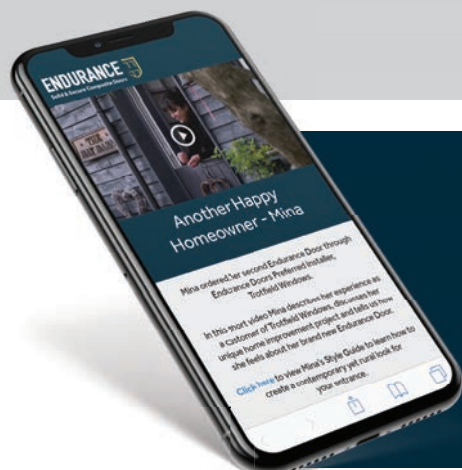 ENDURANCE
Solid & Secure Composite Doors
THE
Another Happy
Homeowner - Mina
Mina ordered her second Endurance Door through
Endurance Doors Preferred Installer,
Trotfield Windows.
In this short video Mina describes her experience as
a customer of Trotfield Windows, discusses her
unique home improvement project and tells us how
she feels about her brand new Endurance Door.
Click here to view Mina's Style Guide to learn how to
create a contemporary yet rural look for
your entrance.